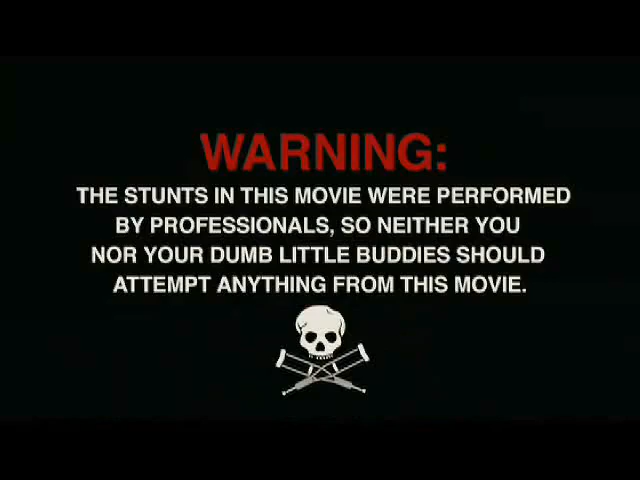 WARNING:
THE STUNTS IN THIS MOVIE WERE PERFORMED
BY PROFESSIONALS, SO NEITHER YOU
NOR YOUR DUMB LITTLE BUDDIES SHOULD
ATTEMPT ANYTHING FROM THIS MOVIE.